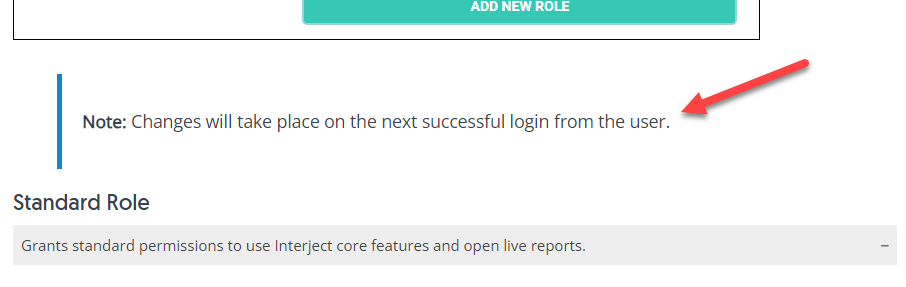 ADD NEW ROLE
Note: Changes will take place on the next successful login from the user.
Standard Role
Grants standard permissions to use Interject core features and open live reports.